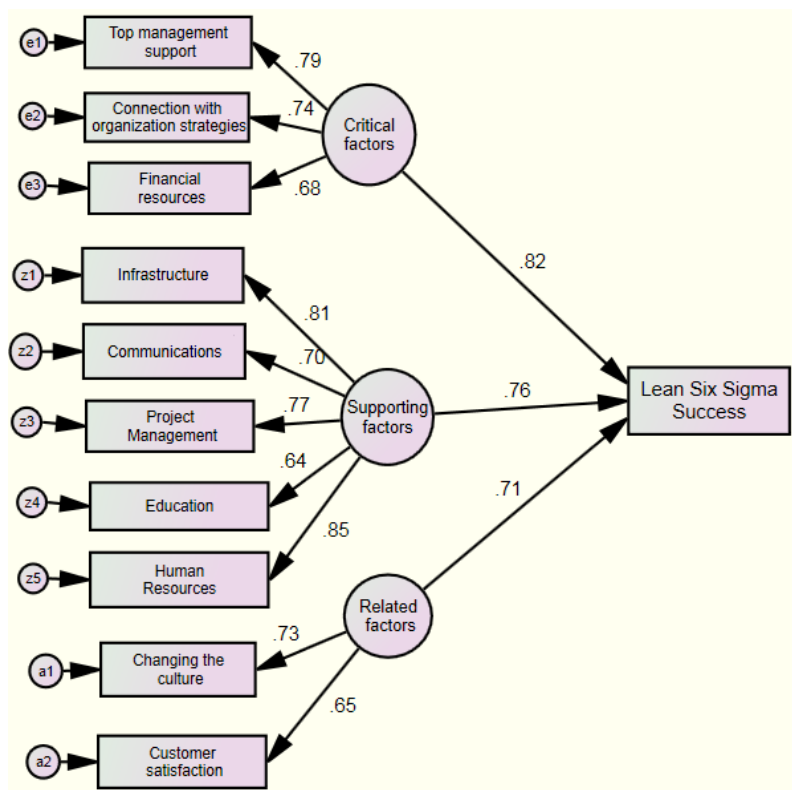 e1
Top management
support
.79
e2
Connection with
organization strategies
.74
Critical
factors
e3
Financial
resources
.68
.82
z1
Infrastructure
.81
z2
Communications
.70
z3
Project
Management
.77
Supporting
factors
.76
Lean Six Sigma
Success
z4
Education
.64
.71
z5
Human
Resources
.85
Related
factors
a1
Changing the
culture
.73
a2
Customer
satisfaction
.65